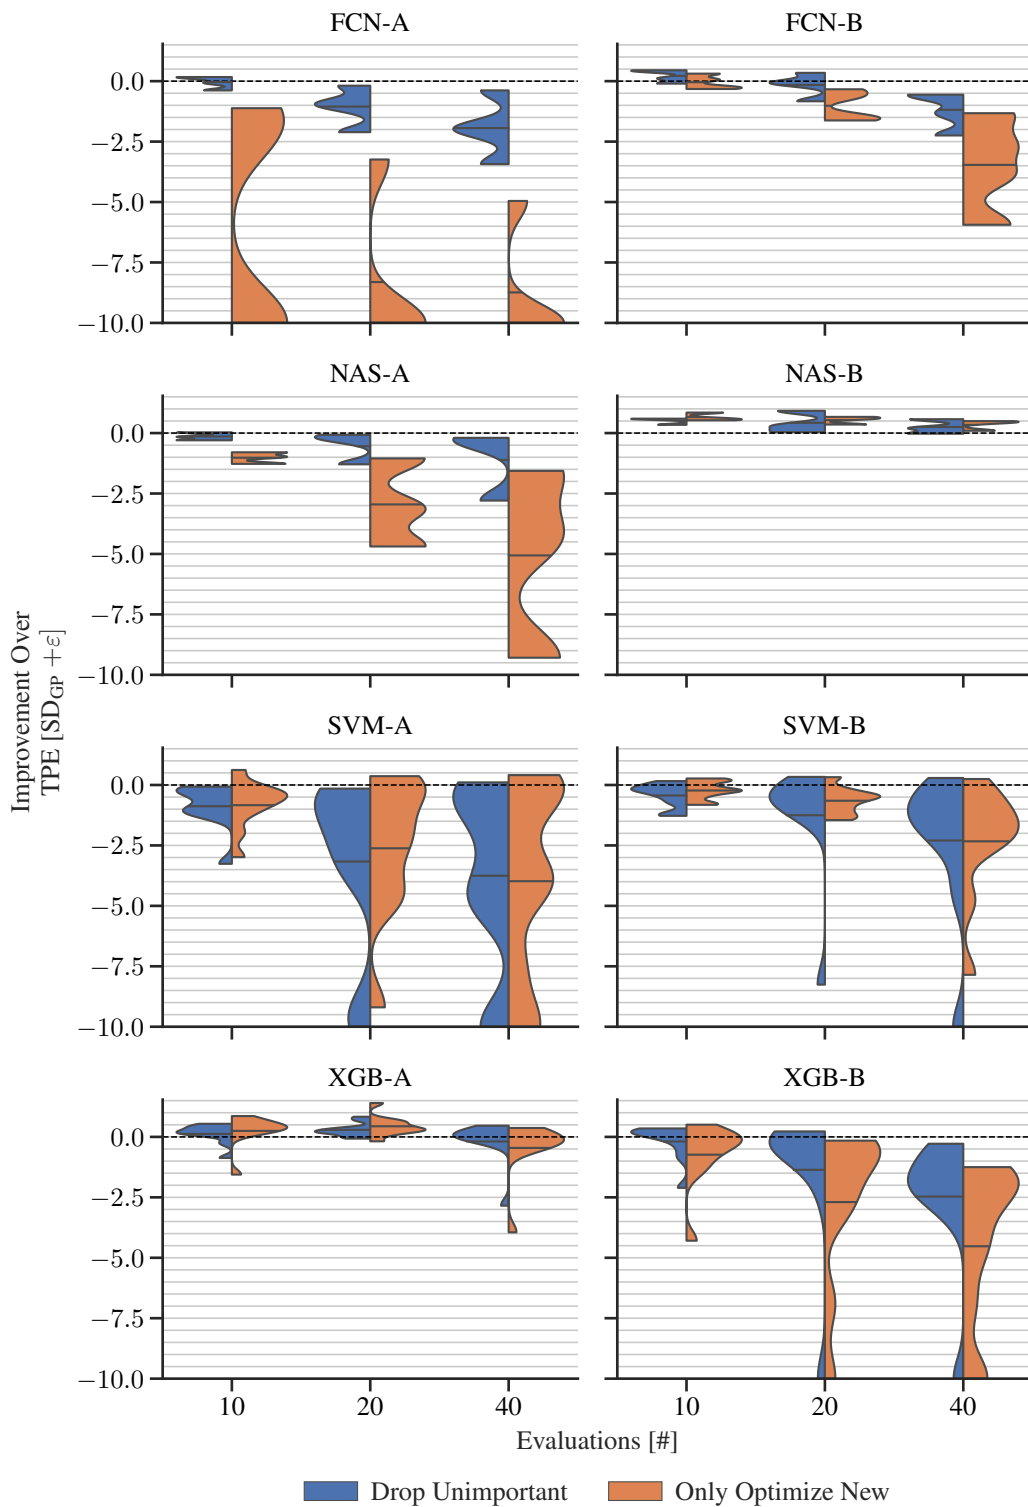 FCN-A
FCN-B
0.0
−2.5
−5.0
−7.5
−10.0
NAS-A
NAS-B
0.0
−2.5
−5.0
−7.5
−10.0
SVM-A
SVM-B
0.0
−2.5
−5.0
−7.5
−10.0
XGB-A
XGB-B
0.0
−2.5
−5.0
−7.5
−10.0
10 20 40
10 20 40
Improvement Over
TPE [SD_GP +ε]
Evaluations [#]
Drop Unimportant
Only Optimize New